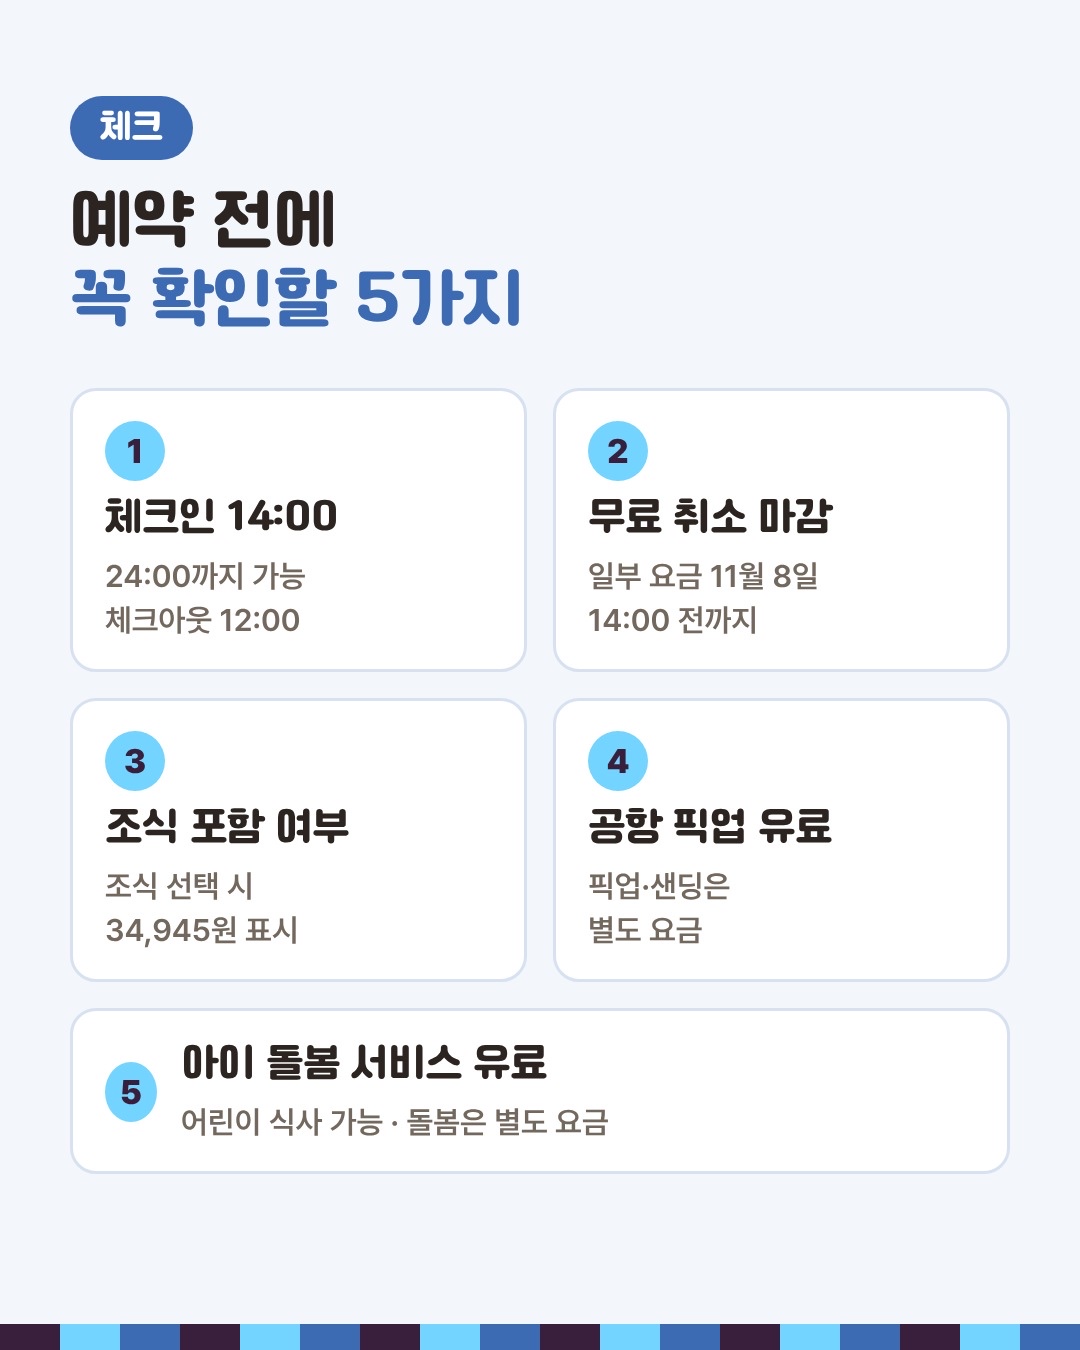 체크
예약 전에
꼭 확인할 5가지
1
체크인 14:00
24:00까지 가능
체크아웃 12:00
2
무료 취소 마감
일부 요금 11월 8일
14:00 전까지
3
조식 포함 여부
조식 선택 시
34,945원 표시
4
공항 픽업 유료
픽업·샌딩은
별도 요금
5
아이 돌봄 서비스 유료
어린이 식사 가능 · 돌봄은 별도 요금